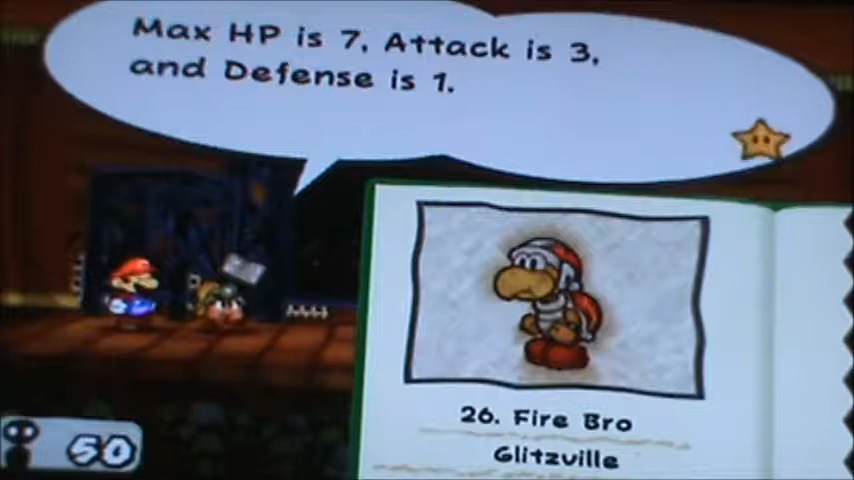 Max HP is 7, Attack is 3,
and Defense is 1.
26. Fire Bro
Glitzville
50